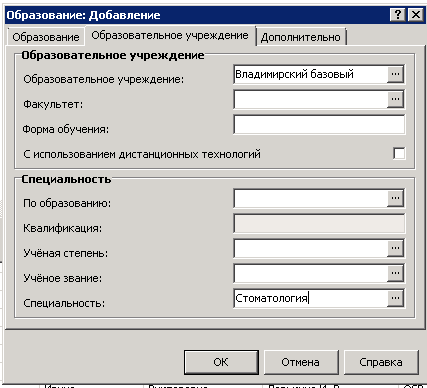 Образование: Добавление
Образование Образовательное учреждение Дополнительно
Образовательное учреждение
Образовательное учреждение: Владимирский базовый ...
Факультет: ...
Форма обучения:
С использованием дистанционных технологий
Специальность
По образованию: ...
Квалификация:
Учёная степень: ...
Учёное звание: ...
Специальность: Стоматология ...
ОК Отмена Справка